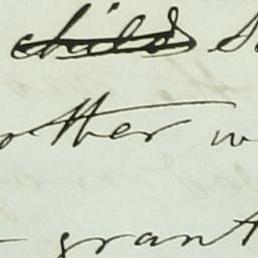 child S
other w
- grant